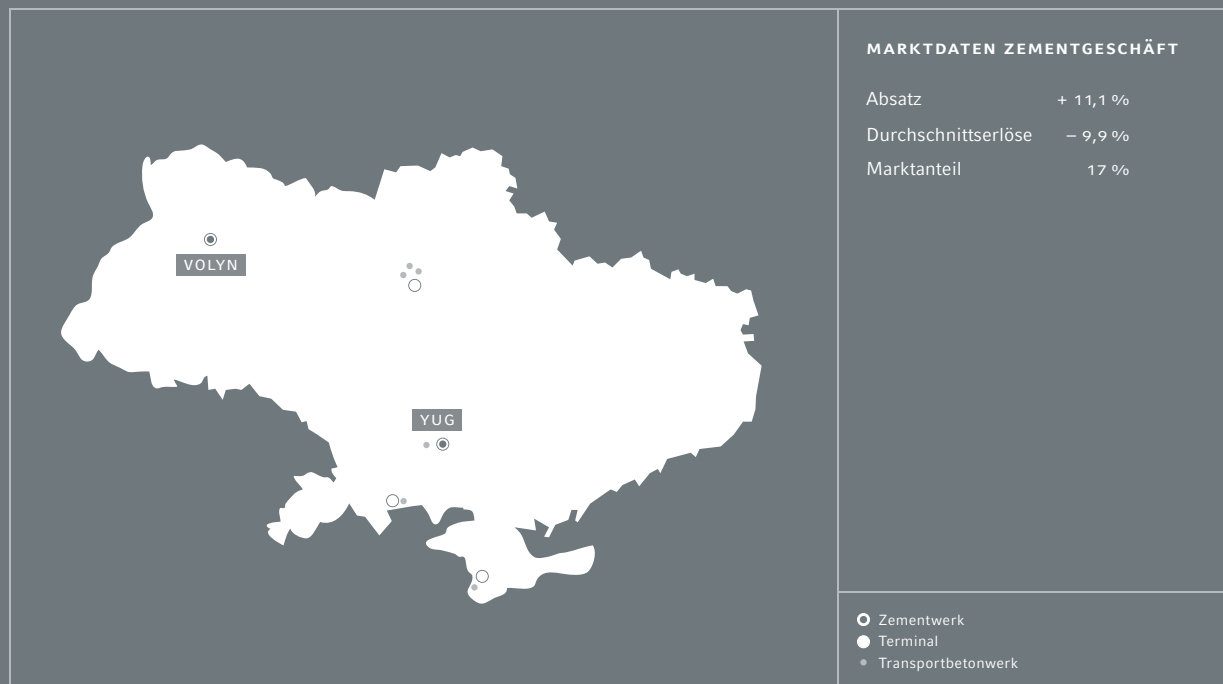 MARKTDATEN ZEMENTGESCHÄFT
Absatz + 11,1 %
Durchschnittserlöse – 9,9 %
Marktanteil 17 %
VOLYN
YUG
Zementwerk
Terminal
Transportbetonwerk